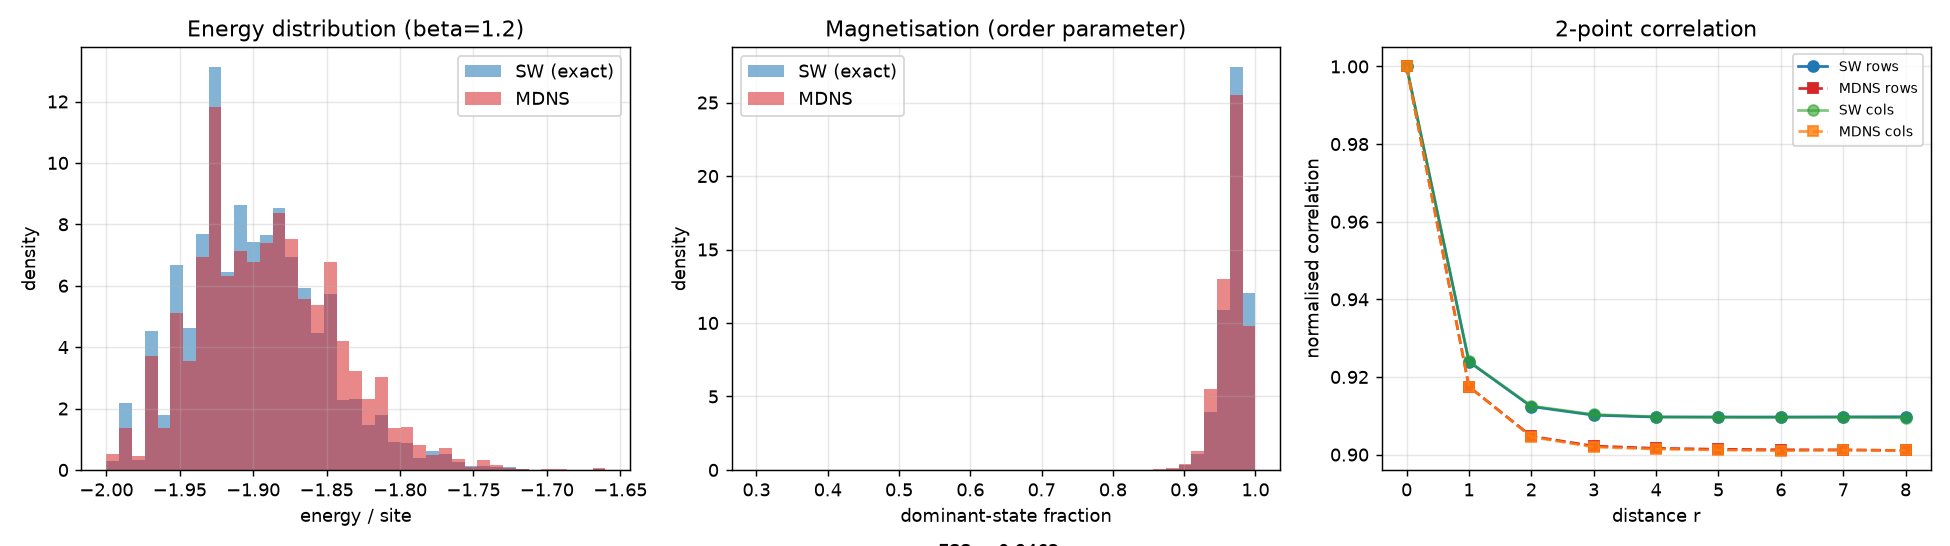 Energy distribution (beta=1.2)
SW (exact)
MDNS
density
12
10
8
6
4
2
0
−2.00 −1.95 −1.90 −1.85 −1.80 −1.75 −1.70 −1.65
energy / site
Magnetisation (order parameter)
SW (exact)
MDNS
density
25
20
15
10
5
0
0.3 0.4 0.5 0.6 0.7 0.8 0.9 1.0
dominant-state fraction
2-point correlation
SW rows
MDNS rows
SW cols
MDNS cols
normalised correlation
1.00
0.98
0.96
0.94
0.92
0.90
0 1 2 3 4 5 6 7 8
distance r